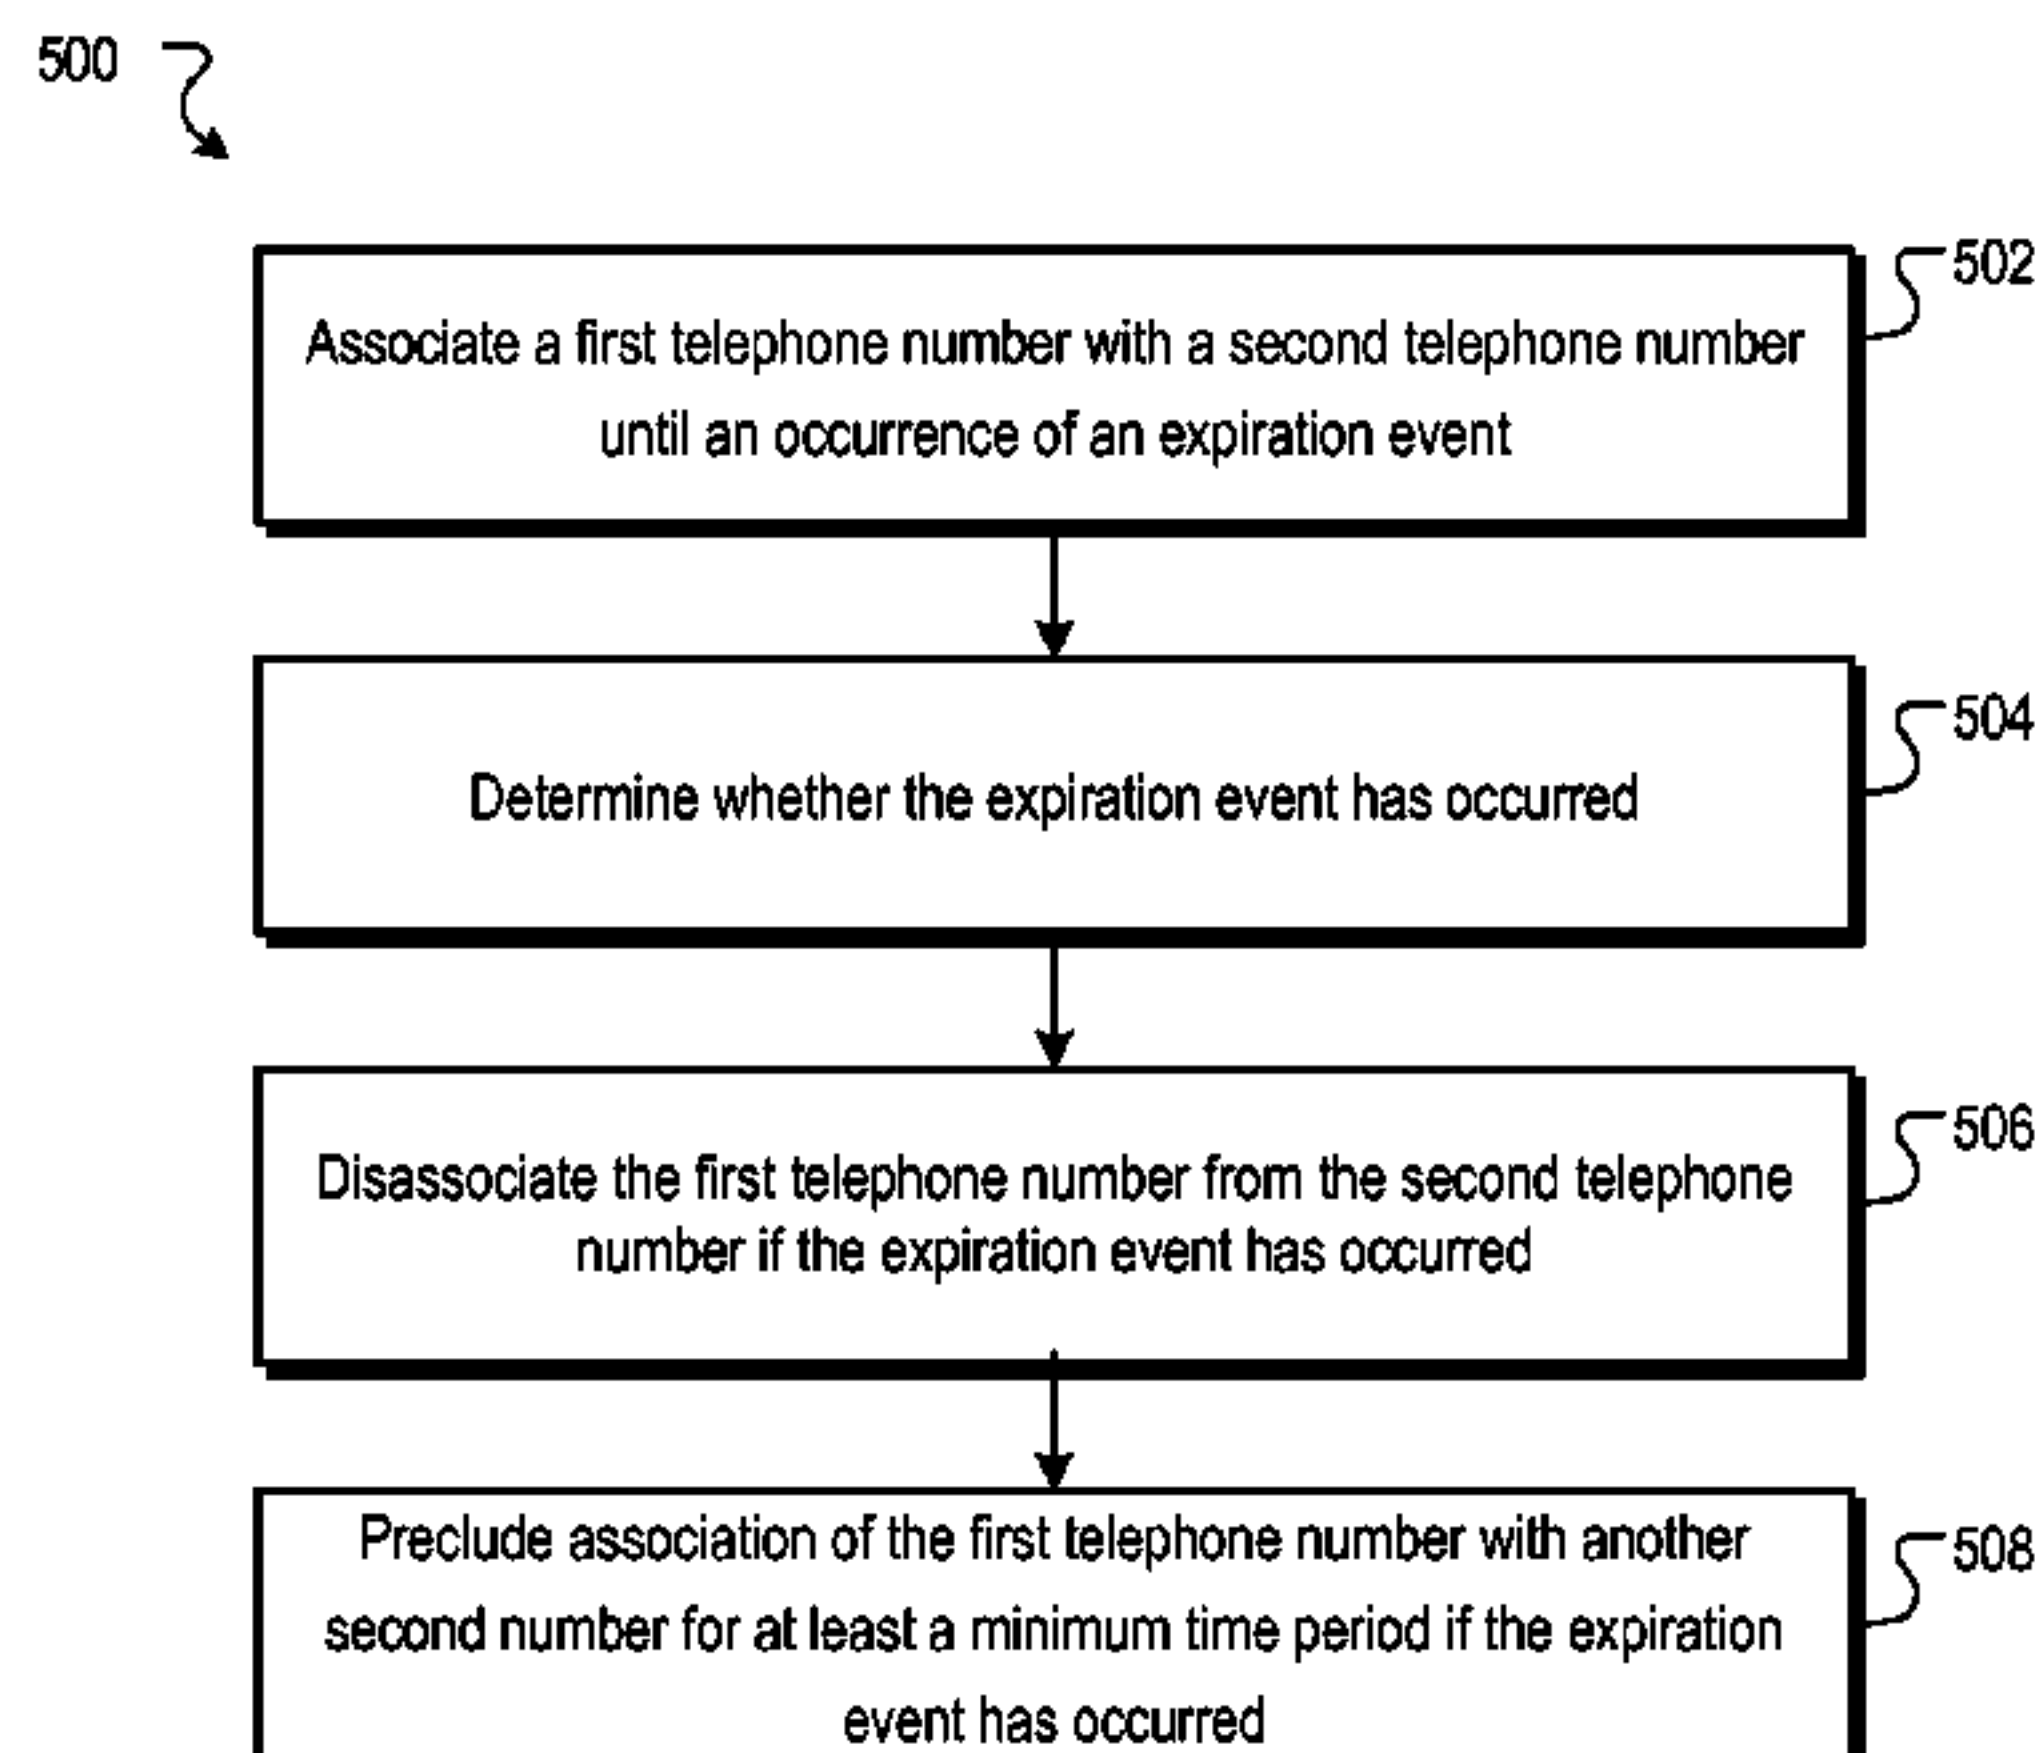 500
502
Associate a first telephone number with a second telephone number
until an occurrence of an expiration event
504
Determine whether the expiration event has occurred
506
Disassociate the first telephone number from the second telephone
number if the expiration event has occurred
508
Preclude association of the first telephone number with another
second number for at least a minimum time period if the expiration
event has occurred